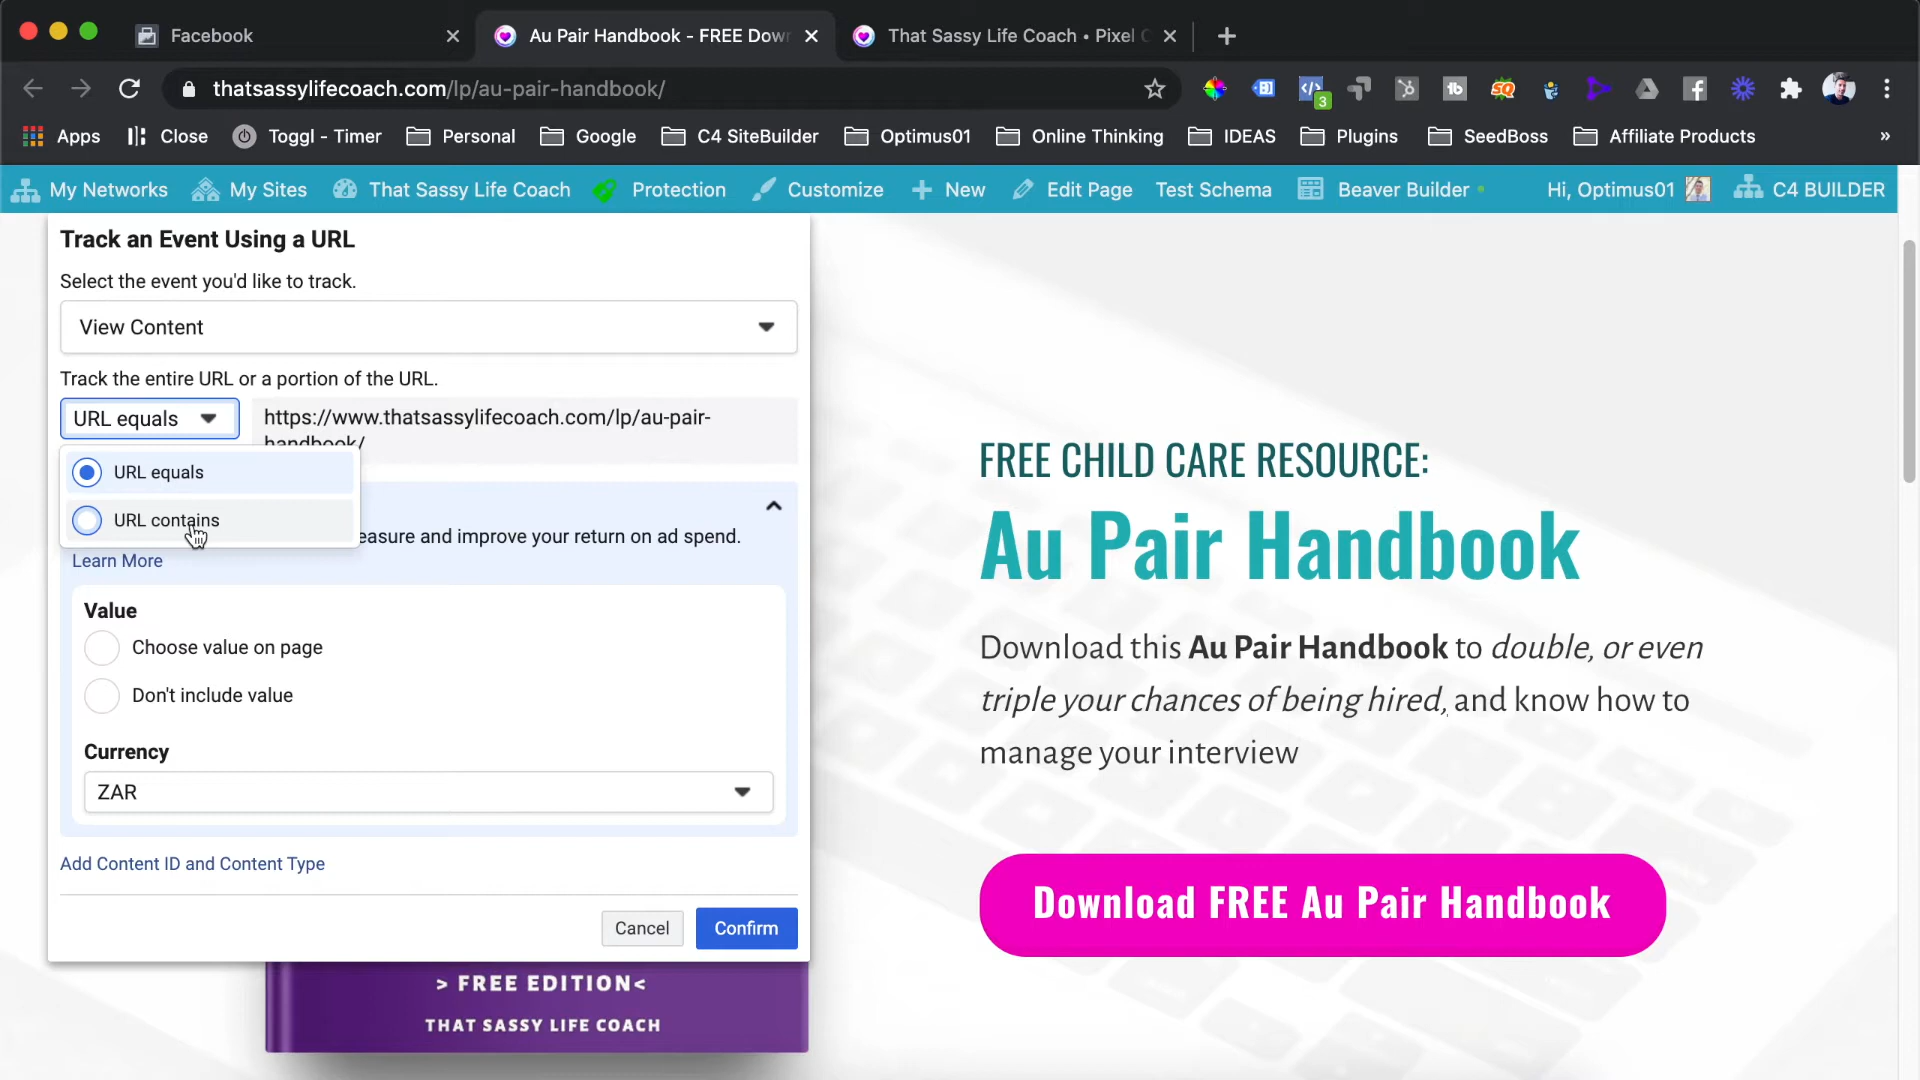 Facebook
Au Pair Handbook - FREE Dow
That Sassy Life Coach • Pixel C
thatsassylifecoach.com/lp/au-pair-handbook/
3
Apps
Close
Toggl - Timer
Personal
Google
C4 SiteBuilder
Optimus01
Online Thinking
IDEAS
Plugins
SeedBoss
Affiliate Products
»
My Networks
My Sites
That Sassy Life Coach
Protection
Customize
New
Edit Page
Test Schema
Beaver Builder
Hi, Optimus01
C4 BUILDER
Track an Event Using a URL
Select the event you'd like to track.
View Content
Track the entire URL or a portion of the URL.
URL equals
https://www.thatsassylifecoach.com/lp/au-pair-
handbook/
URL equals
URL contains
easure and improve your return on ad spend.
Learn More
Value
Choose value on page
Don't include value
Currency
ZAR
Add Content ID and Content Type
Cancel
Confirm
> FREE EDITION<
THAT SASSY LIFE COACH
FREE CHILD CARE RESOURCE:
Au Pair Handbook
Download this Au Pair Handbook to double, or even
triple your chances of being hired, and know how to
manage your interview
Download FREE Au Pair Handbook